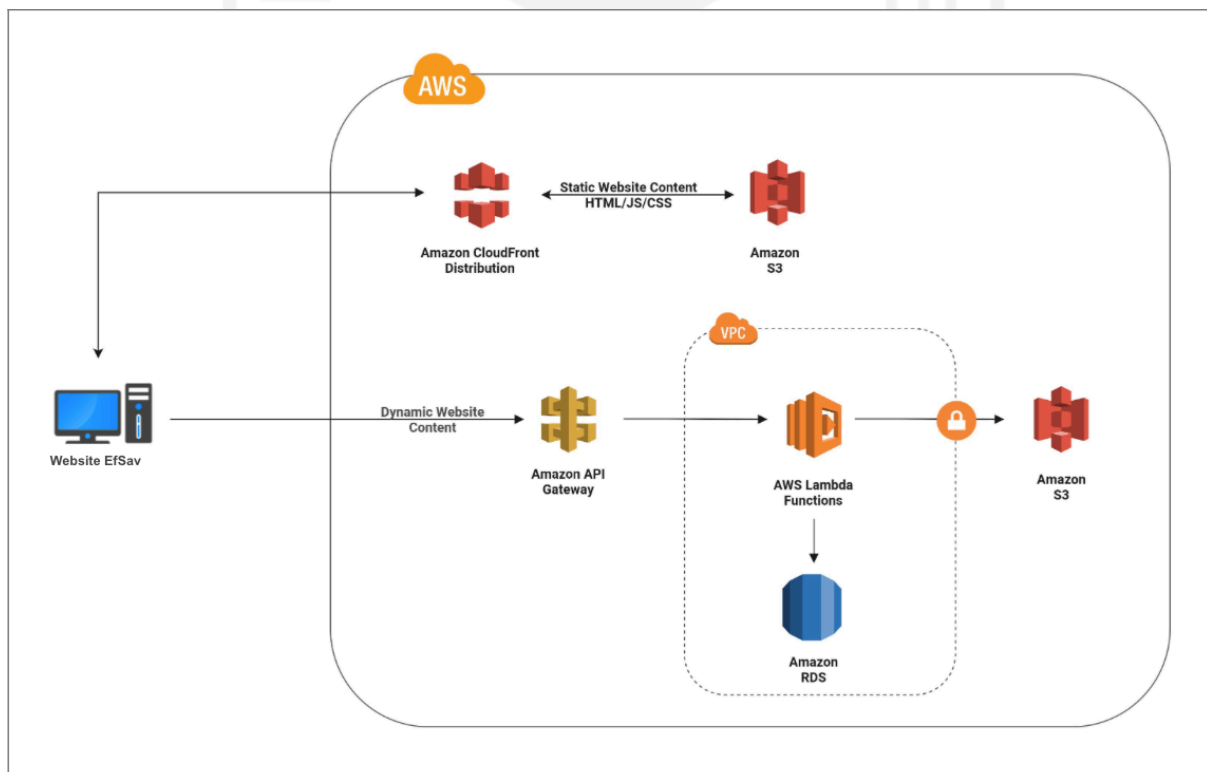 AWS
Static Website Content
HTML/JS/CSS
Amazon CloudFront
Distribution
Amazon
S3
VPC
Dynamic Website
Content
Website EfSav
Amazon API
Gateway
AWS Lambda
Functions
Amazon
S3
Amazon
RDS